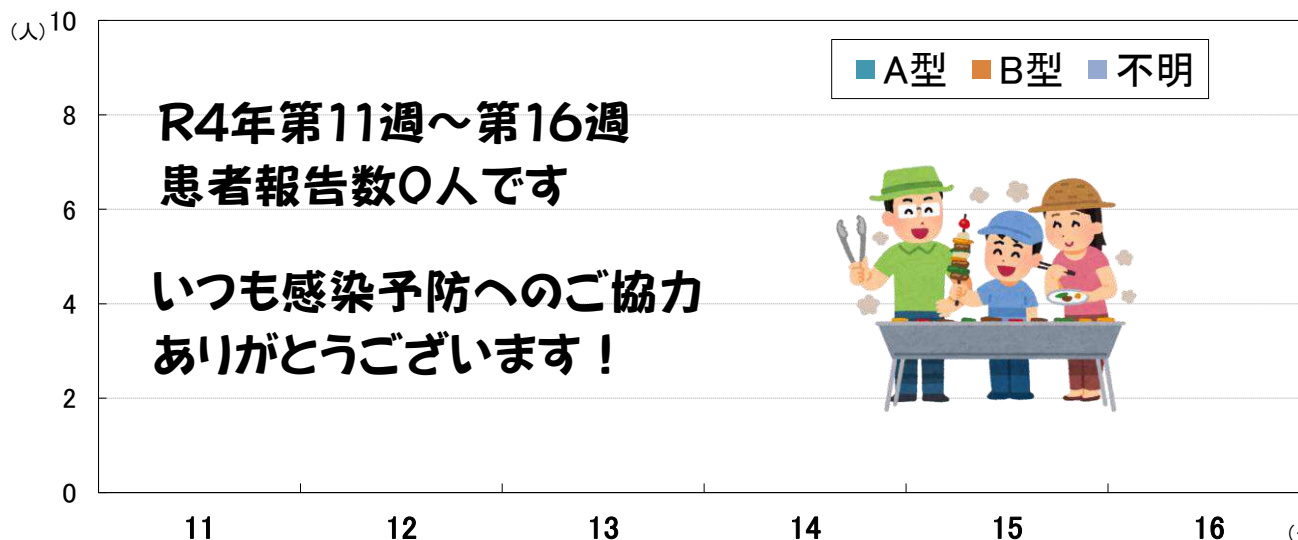 (人)
10
8
6
4
2
0
A型 B型 不明
R4年第11週～第16週
患者報告数0人です
いつも感染予防へのご協力
ありがとうございます！
11 12 13 14 15 16